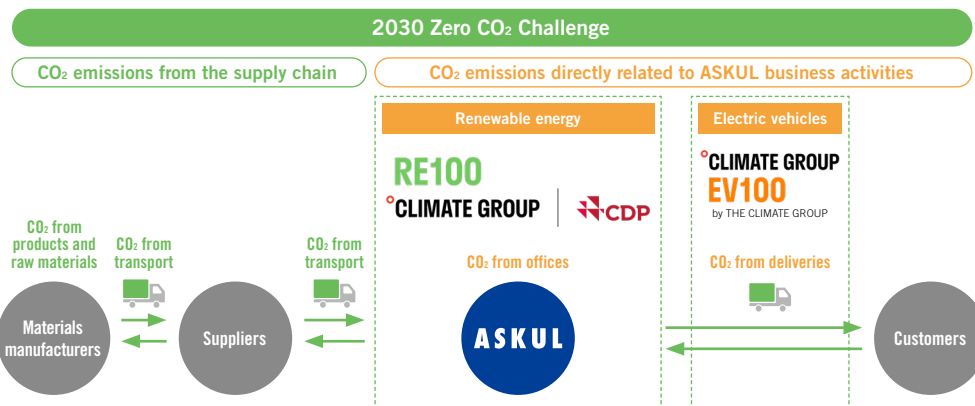 2030 Zero CO₂ Challenge
CO₂ emissions from the supply chain
CO₂ emissions directly related to ASKUL business activities
Renewable energy
Electric vehicles
RE100
°CLIMATE GROUP
CDP
°CLIMATE GROUP
EV100
by THE CLIMATE GROUP
CO₂ from
products and
raw materials
CO₂ from
transport
CO₂ from
transport
CO₂ from offices
CO₂ from deliveries
Materials
manufacturers
Suppliers
ASKUL
Customers